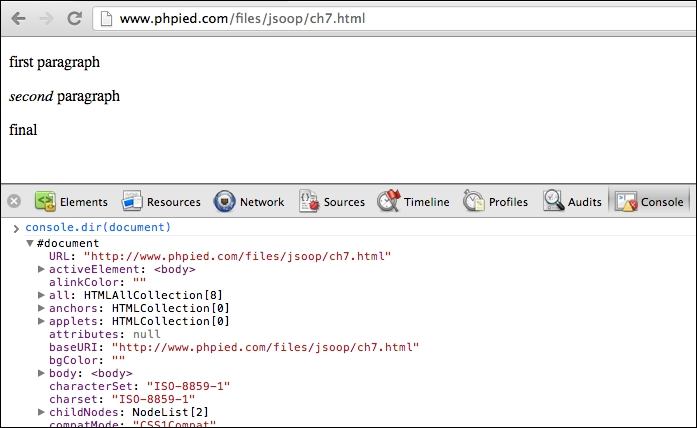 www.phpied.com/files/jsoop/ch7.html
first paragraph
second paragraph
final
Elements Resources Network Sources Timeline Profiles Audits Console
console.dir(document)
#document
URL: "http://www.phpied.com/files/jsoop/ch7.html"
activeElement: <body>
alinkColor: ""
all: HTMLAllCollection[8]
anchors: HTMLCollection[0]
applets: HTMLCollection[0]
attributes: null
baseURI: "http://www.phpied.com/files/jsoop/ch7.html"
bgColor: ""
body: <body>
characterSet: "ISO-8859-1"
charset: "ISO-8859-1"
childNodes: NodeList[2]
compatMode: "CSS1Compat"